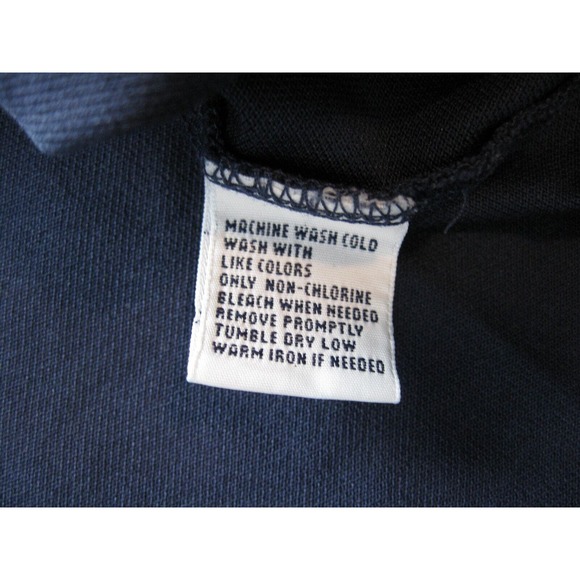 MACHINE WASH COLD
WASH WITH
LIKE COLORS
ONLY NON-CHLORINE
BLEACH WHEN NEEDED
REMOVE PROMPTLY
TUMBLE DRY LOW
WARM IRON IF NEEDED